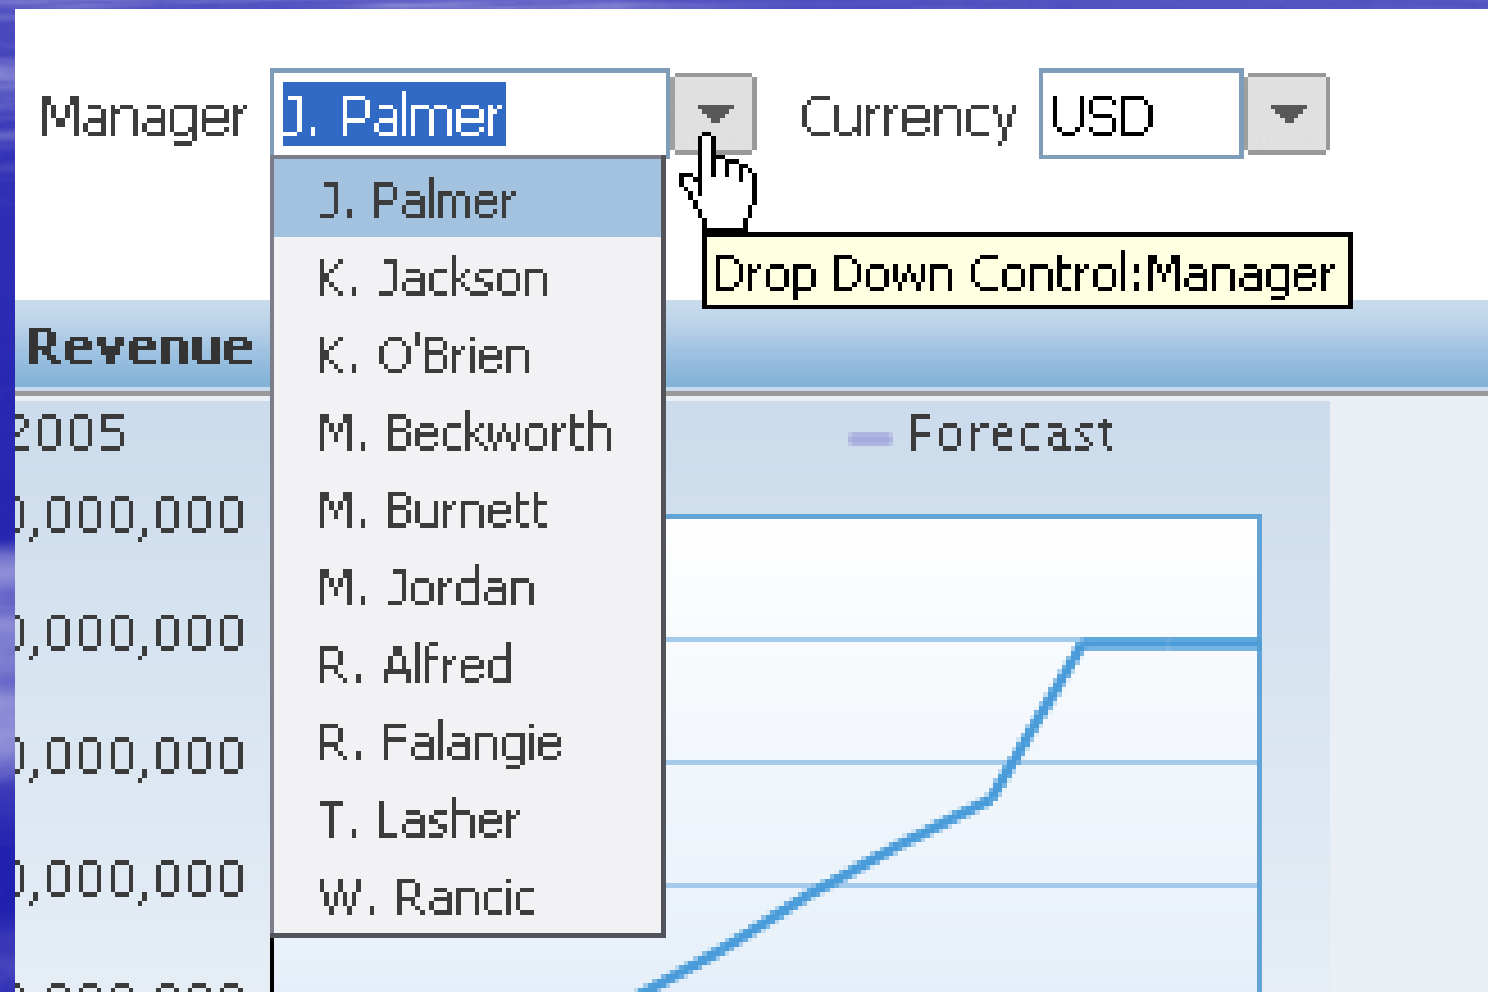 Manager J. Palmer Currency USD
J. Palmer
K. Jackson
Drop Down Control:Manager
Revenue
K. O'Brien
2005
M. Beckworth
Forecast
M. Burnett
M. Jordan
R. Alfred
R. Falangie
T. Lasher
W. Rancic